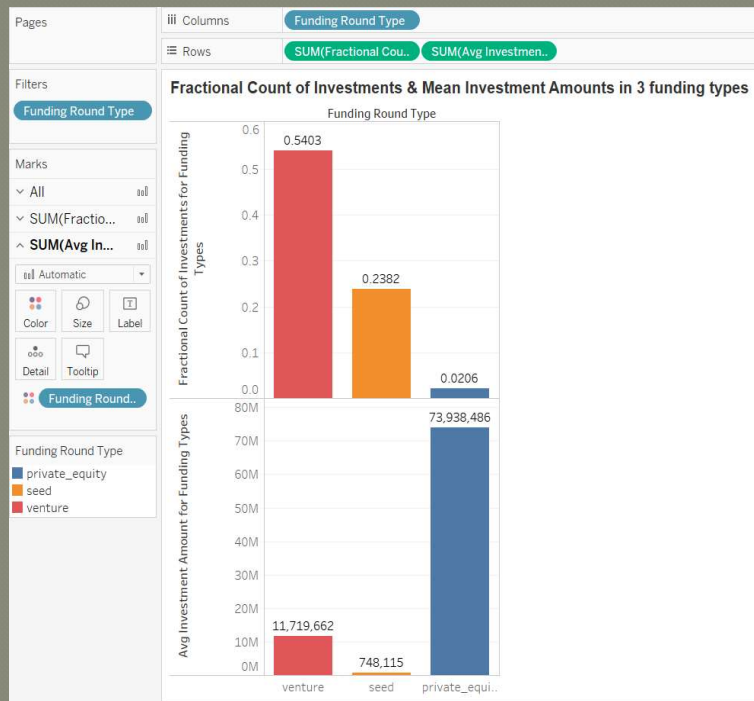 Pages
Columns
Funding Round Type
Rows
SUM(Fractional Cou..
SUM(Avg Investmen..
Filters
Funding Round Type
Marks
All
SUM(Fractio...
SUM(Avg In...
Automatic
Color
Size
Label
Detail
Tooltip
Funding Round..
Funding Round Type
private_equity
seed
venture
Fractional Count of Investments & Mean Investment Amounts in 3 funding types
Funding Round Type
Fractional Count of Investments for Funding
Types
0.6
0.5
0.4
0.3
0.2
0.1
0.0
0.5403
0.2382
0.0206
Avg Investment Amount for Funding Types
80M
70M
60M
50M
40M
30M
20M
10M
0M
11,719,662
748,115
73,938,486
venture
seed
private_equi..